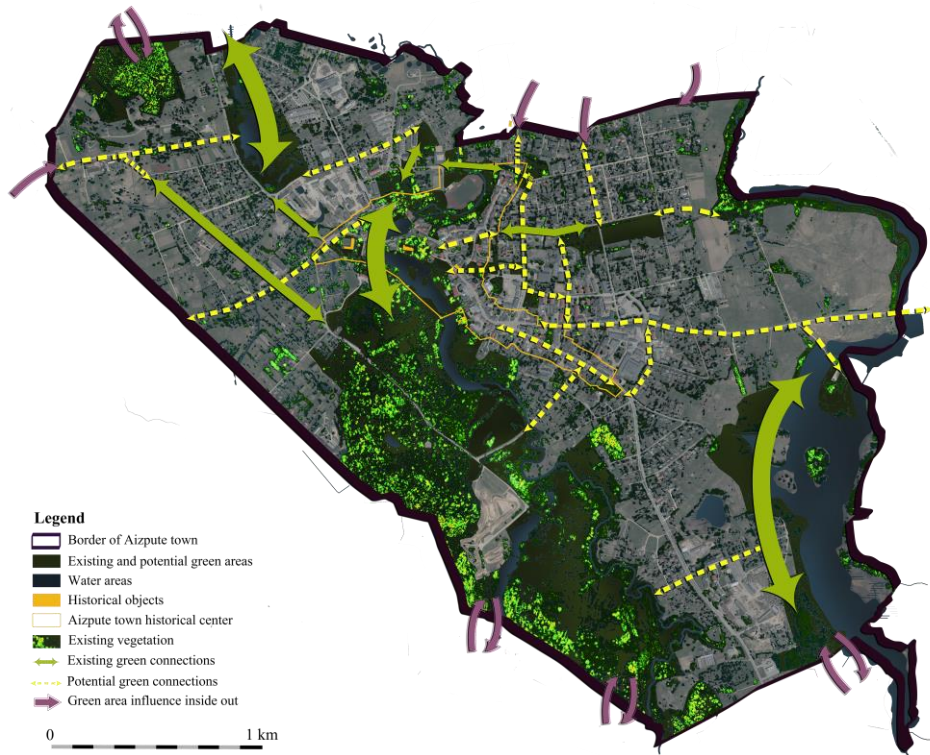 Legend
Border of Aizpute town
Existing and potential green areas
Water areas
Historical objects
Aizpute town historical center
Existing vegetation
Existing green connections
Potential green connections
Green area influence inside out
0 1 km